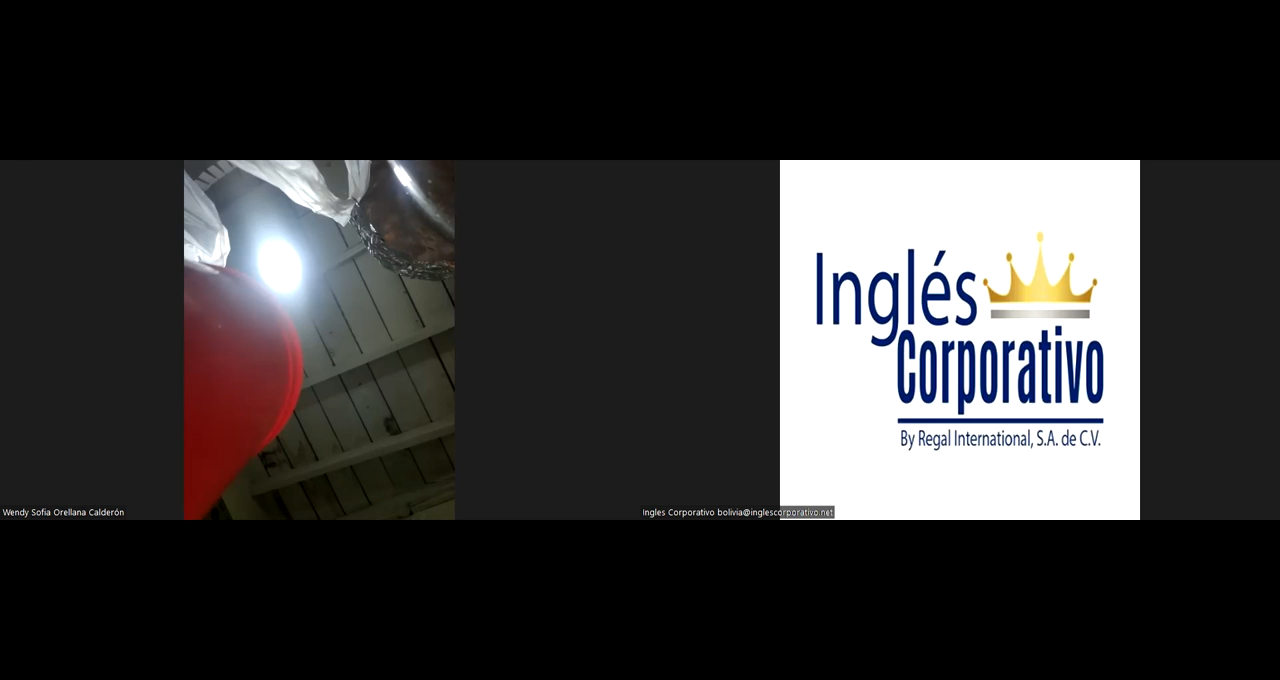 Inglés
Corporativo
By Regal International, S.A. de C.V.
Wendy Sofia Orellana Calderón
Ingles Corporativo bolivia@inglescorporativo.net